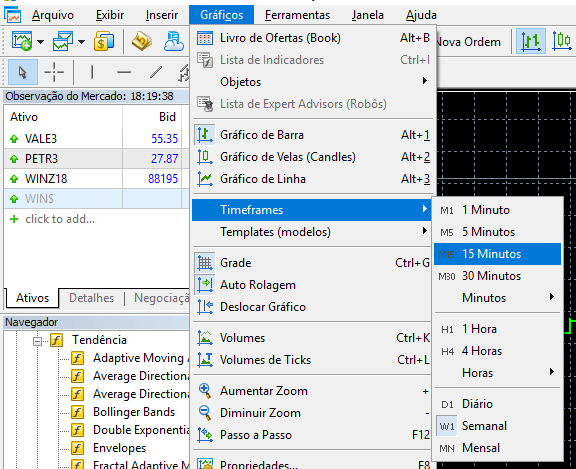 Arquivo Exibir Inserir Gráficos Ferramentas Janela Ajuda
Livro de Ofertas (Book) Alt+B
Lista de Indicadores Ctrl+I
Objetos
Lista de Expert Advisors (Robôs)
Gráfico de Barra Alt+1
Gráfico de Velas (Candles) Alt+2
Gráfico de Linha Alt+3
Timeframes
Templates (modelos)
Grade Ctrl+G
Auto Rolagem
Deslocar Gráfico
Volumes Ctrl+K
Volumes de Ticks Ctrl+L
Aumentar Zoom +
Diminuir Zoom -
Passo a Passo F12
Propriedades... F8
Nova Ordem
Observação do Mercado: 18:19:38
Ativo Bid
VALE3 55.35
PETR3 27.87
WINZ18 88195
WIN$
click to add...
Ativos Detalhes Negociaçã
Navegador
Tendência
Adaptive Moving A
Average Directiona
Average Directiona
Bollinger Bands
Double Exponentia
Envelopes
Fractal Adaptive M
M1 1 Minuto
M5 5 Minutos
M15 15 Minutos
M30 30 Minutos
Minutos
H1 1 Hora
H4 4 Horas
Horas
D1 Diário
W1 Semanal
MN Mensal